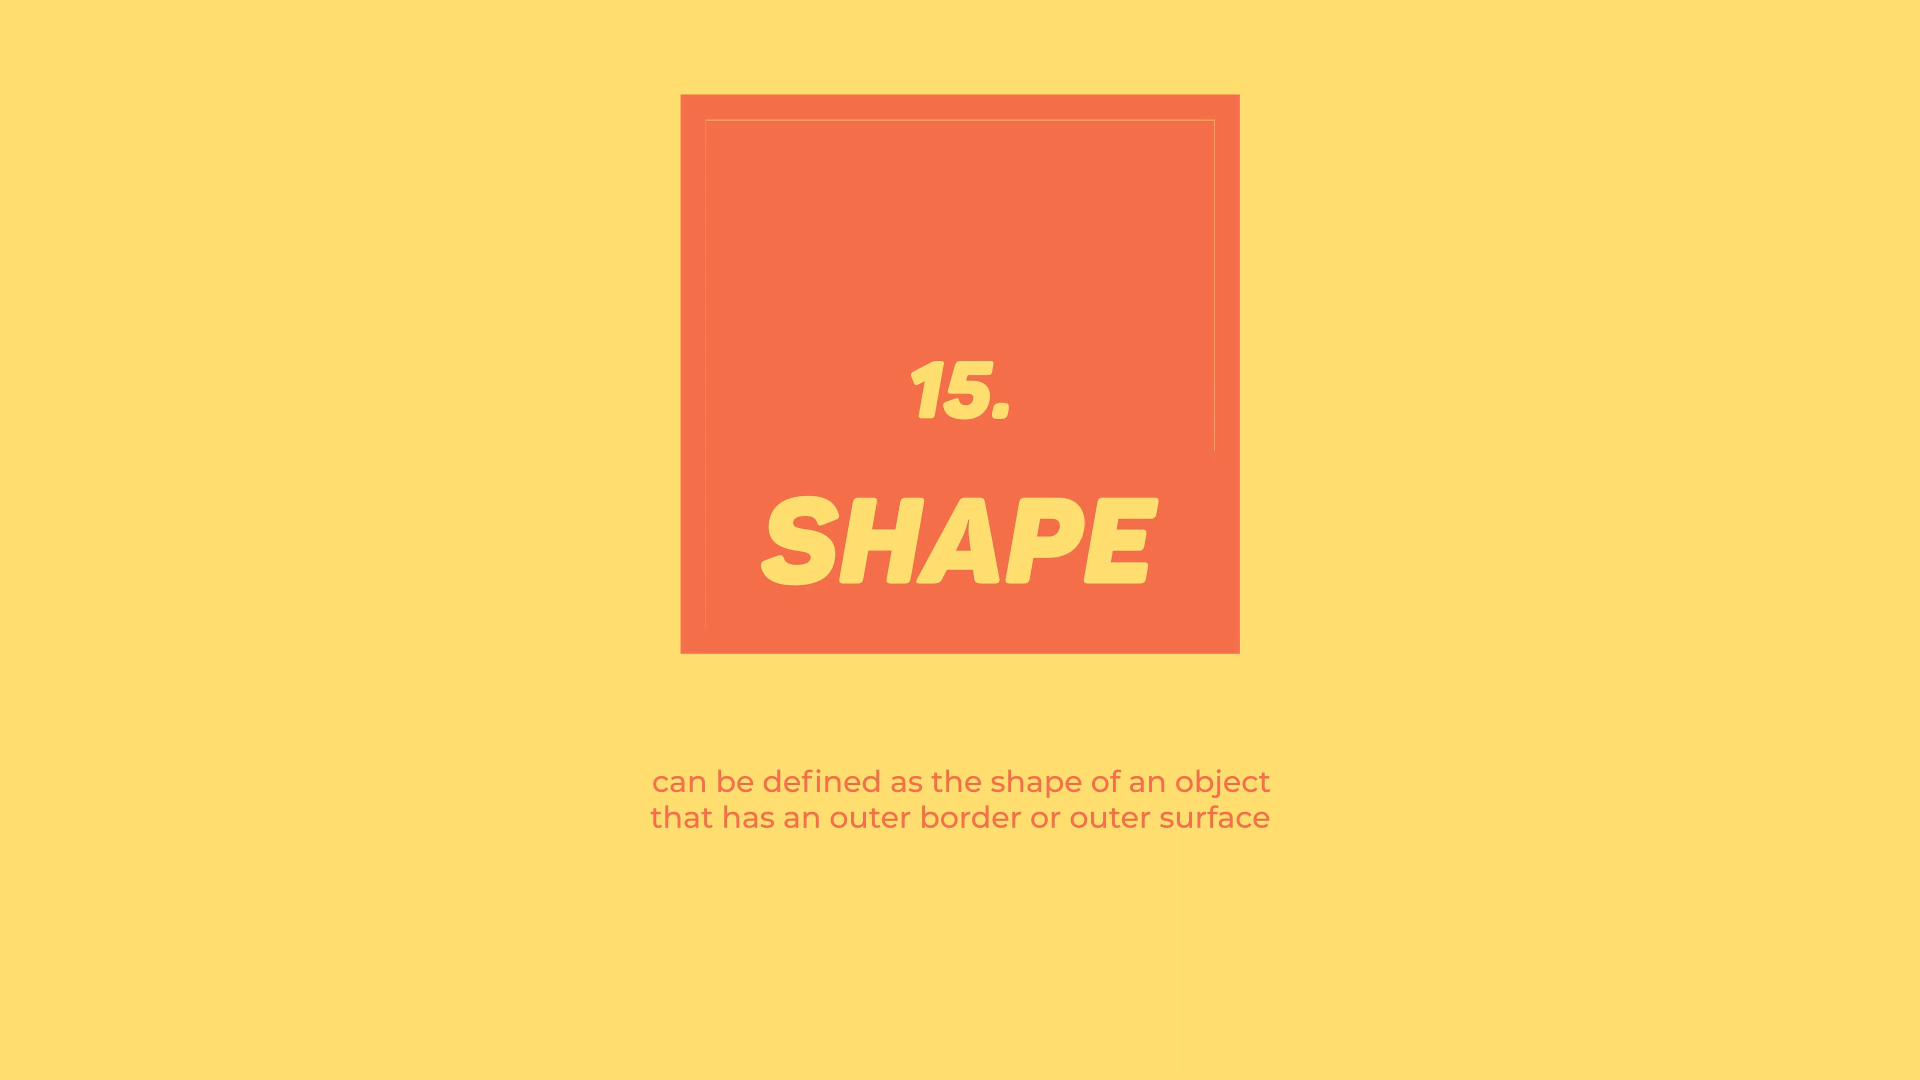 15.
SHAPE
can be defined as the shape of an object
that has an outer border or outer surface